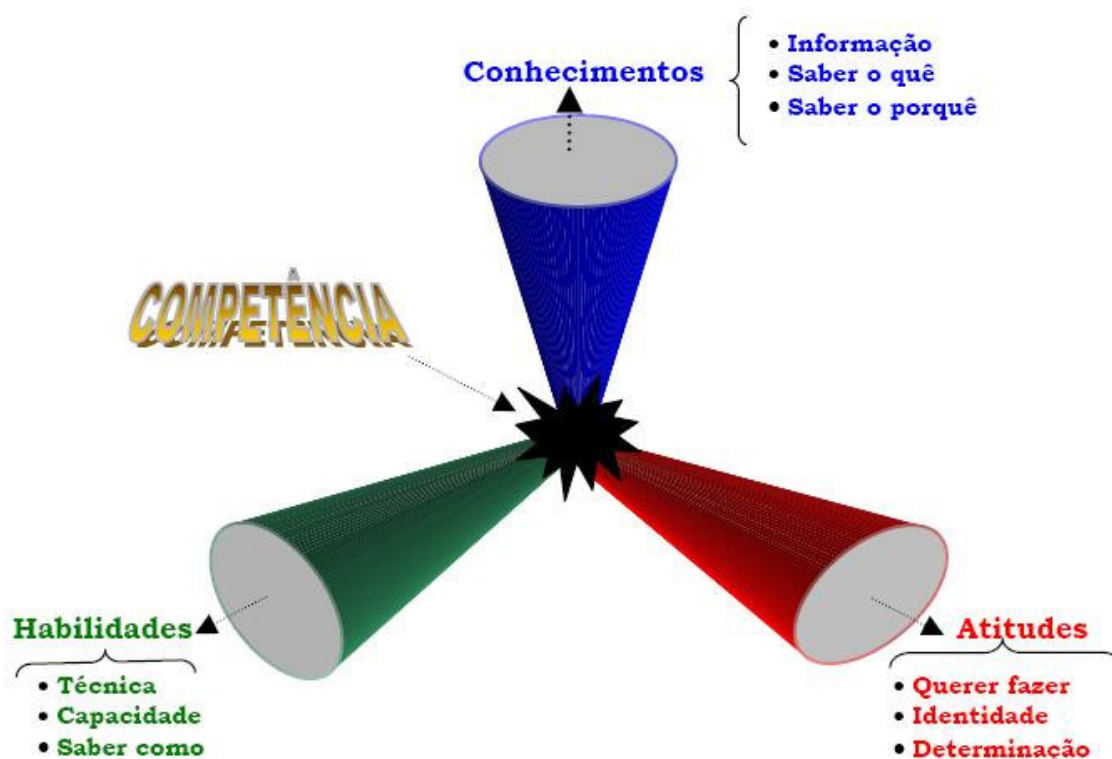 Conhecimentos
• Informação
• Saber o quê
• Saber o porquê
COMPETÊNCIA
Habilidades
• Técnica
• Capacidade
• Saber como
Atitudes
• Querer fazer
• Identidade
• Determinação